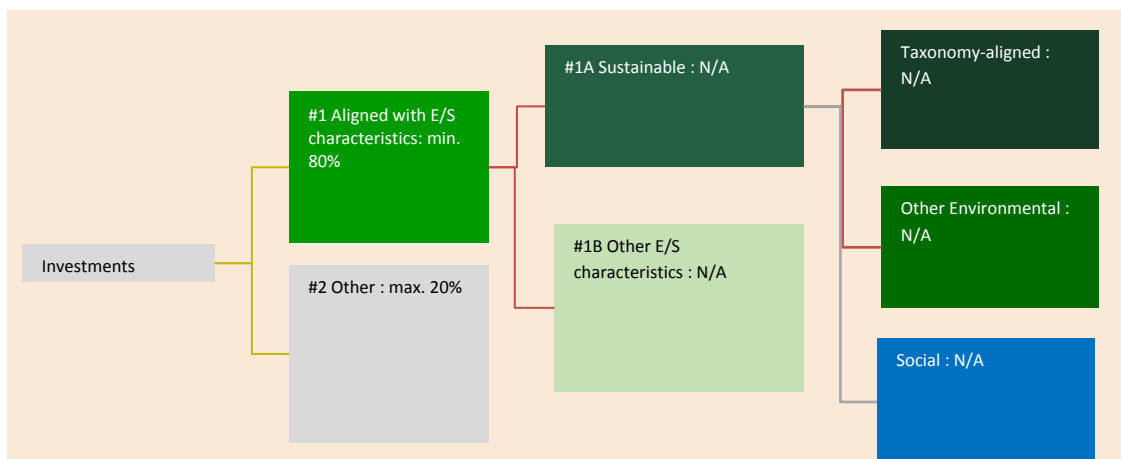 Investments
#1 Aligned with E/S
characteristics: min.
80%
#2 Other : max. 20%
#1A Sustainable : N/A
#1B Other E/S
characteristics : N/A
Taxonomy-aligned :
N/A
Other Environmental :
N/A
Social : N/A